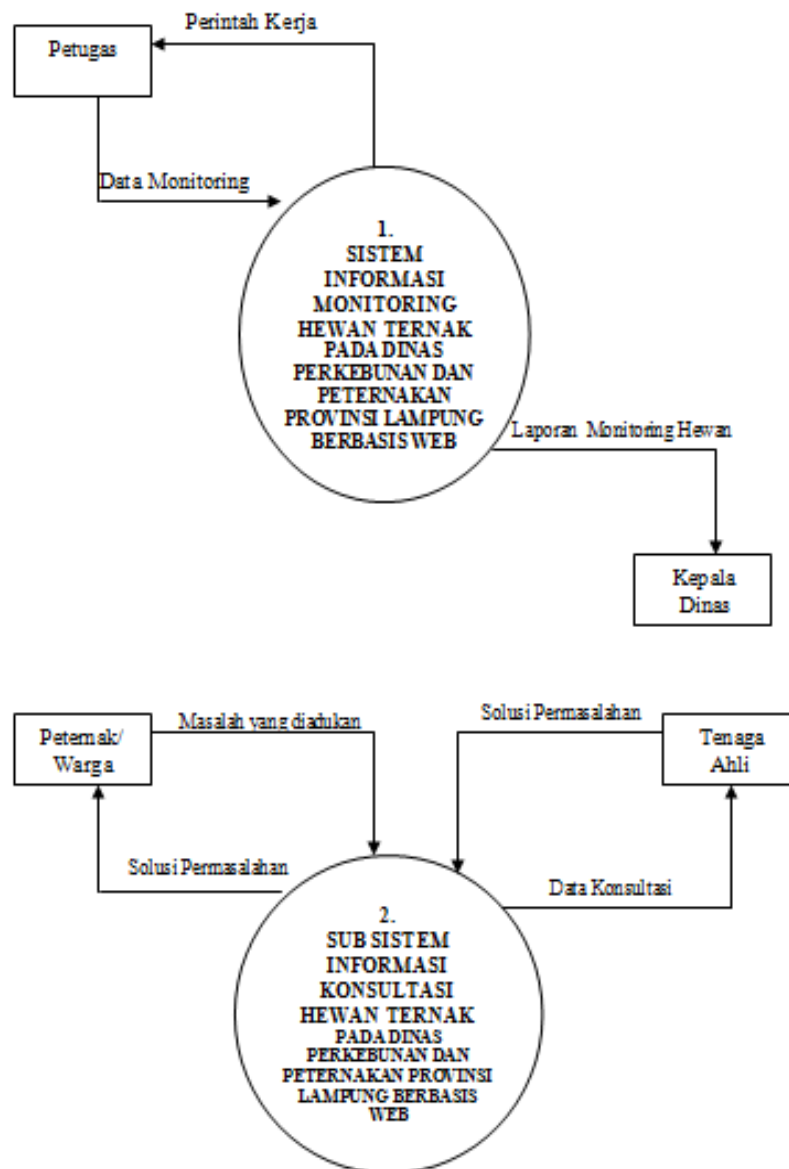 Perintah Kerja
Petugas
Data Monitoring
1.
SISTEM
INFORMASI
MONITORING
HEWAN TERNAK
PADA DINAS
PERKEBUNAN DAN
PETERNAKAN
PROVINSI LAMPUNG
BERBASIS WEB
Laporan Monitoring Hewan
Kepala
Dinas
Peternak/
Warga
Masalah yang diadukan
Solusi Permasalahan
Tenaga
Ahli
Solusi Permasalahan
Data Konsultasi
2.
SUB SISTEM
INFORMASI
KONSULTASI
HEWAN TERNAK
PADA DINAS
PERKEBUNAN DAN
PETERNAKAN PROVINSI
LAMPUNG BERBASIS
WEB